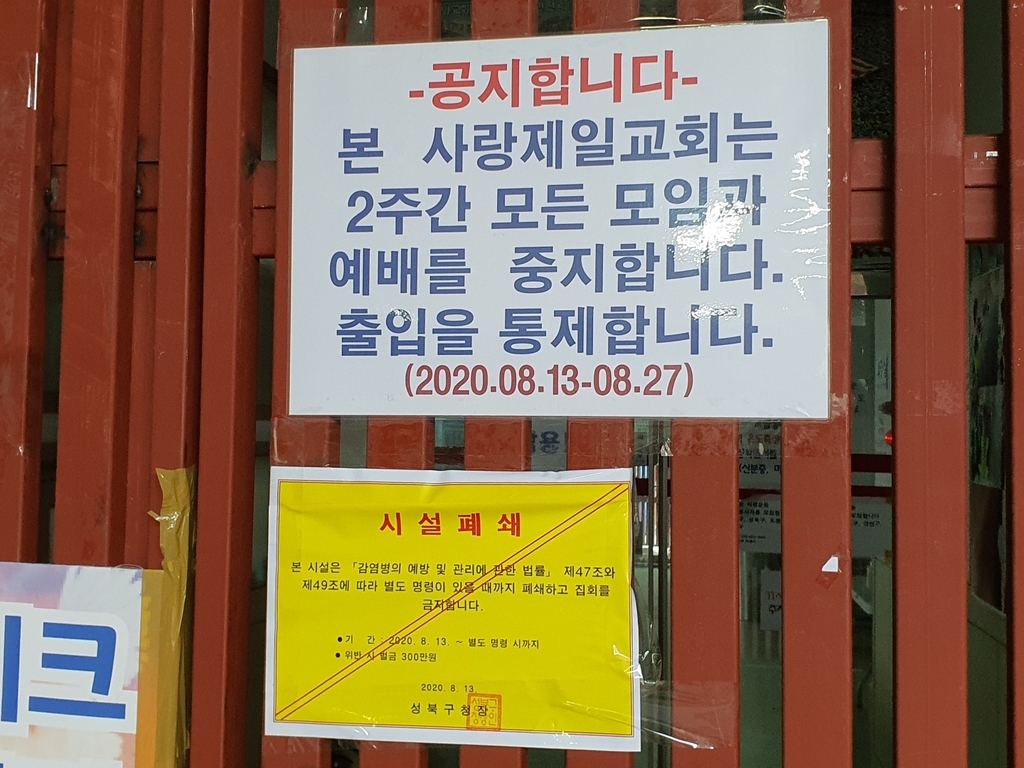 -공지합니다-
본 사랑제일교회는
2주간 모든 모임과
예배를 중지합니다.
출입을 통제합니다.
(2020.08.13-08.27)
시설폐쇄
본 시설은 「감염병의 예방 및 관리에 관한 법률」 제47조와
제49조에 따라 별도 명령이 있을 때까지 폐쇄하고 집회를
금지합니다.
● 기 간 : 2020. 8. 13. ~ 별도 명령 시까지
● 위반 시 벌금 300만원
2020. 8. 13.
성북구청장
크
(신분증,